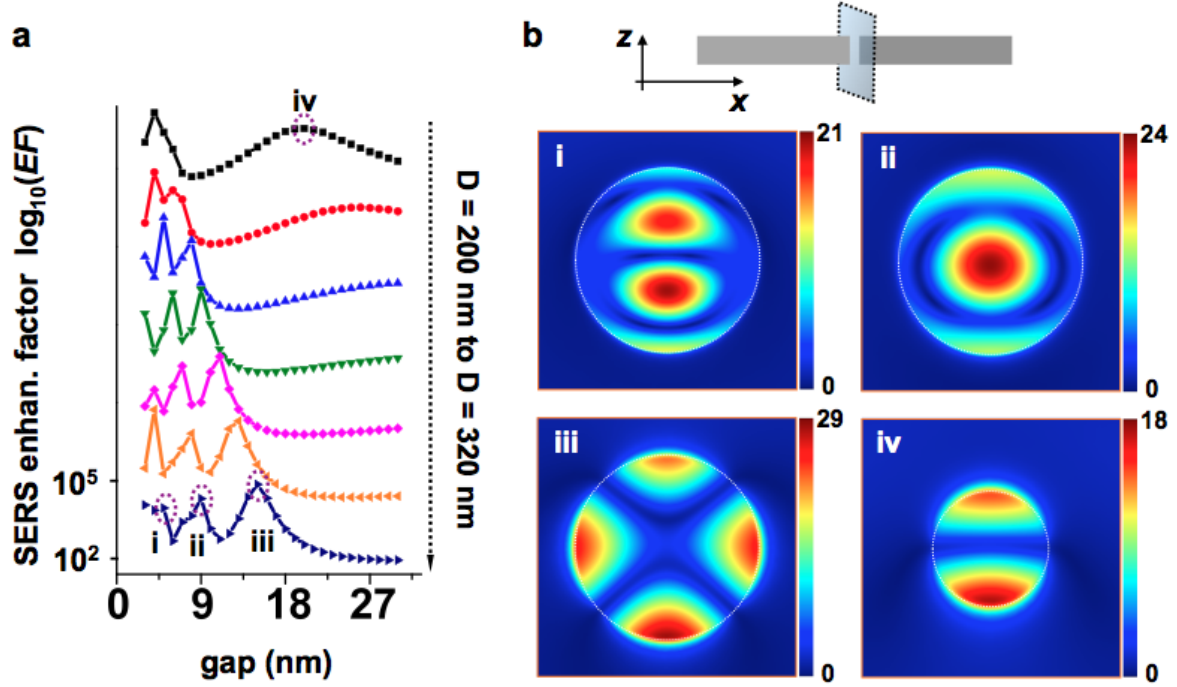 a
SERS enhan. factor log10(EF)
10^5
10^2
0 9 18 27
gap (nm)
iv
i ii iii
D = 200 nm to D = 320 nm
b
z
x
i
21
0
ii
24
0
iii
29
0
iv
18
0